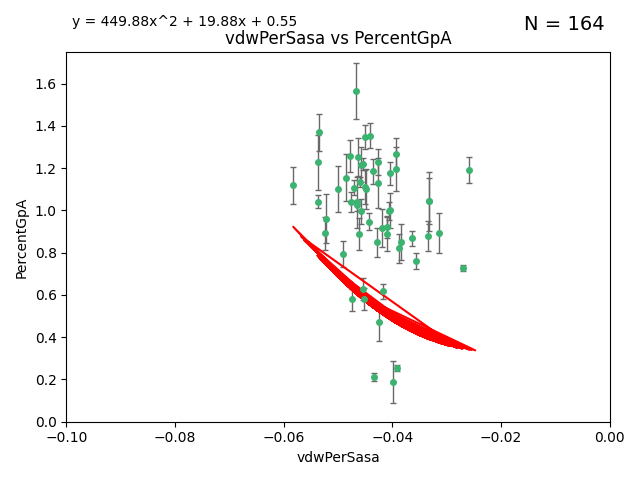 y = 449.88x^2 + 19.88x + 0.55
N = 164
vdwPerSasa vs PercentGpA
1.6
1.4
1.2
1.0
0.8
0.6
0.4
0.2
0.0
PercentGpA
−0.10 −0.08 −0.06 −0.04 −0.02 0.00
vdwPerSasa